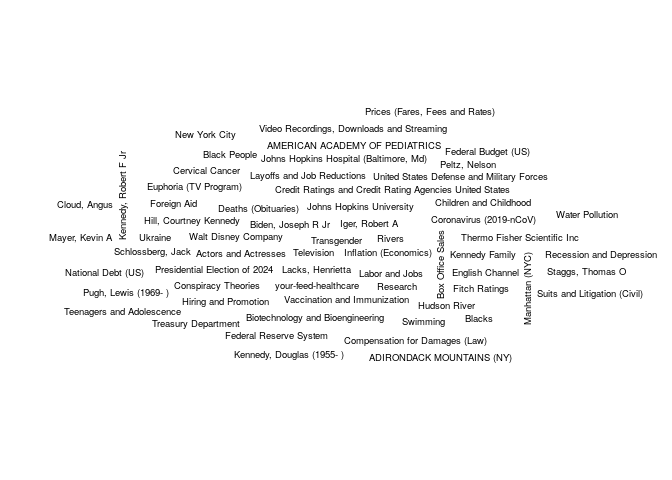 Prices (Fares, Fees and Rates)
Video Recordings, Downloads and Streaming
New York City
AMERICAN ACADEMY OF PEDIATRICS
Federal Budget (US)
Black People
Johns Hopkins Hospital (Baltimore, Md)
Peltz, Nelson
Kennedy, Robert F Jr
Cervical Cancer
Layoffs and Job Reductions
United States Defense and Military Forces
Euphoria (TV Program)
Credit Ratings and Credit Rating Agencies
United States
Cloud, Angus
Foreign Aid
Deaths (Obituaries)
Johns Hopkins University
Children and Childhood
Water Pollution
Hill, Courtney Kennedy
Biden, Joseph R Jr
Iger, Robert A
Coronavirus (2019-nCoV)
Mayer, Kevin A
Ukraine
Walt Disney Company
Transgender
Rivers
Thermo Fisher Scientific Inc
Schlossberg, Jack
Actors and Actresses
Television
Inflation (Economics)
Box Office Sales
Kennedy Family
Recession and Depression
National Debt (US)
Presidential Election of 2024
Lacks, Henrietta
Labor and Jobs
English Channel
Manhattan (NYC)
Staggs, Thomas O
Pugh, Lewis (1969- )
Conspiracy Theories
your-feed-healthcare
Research
Fitch Ratings
Suits and Litigation (Civil)
Hiring and Promotion
Vaccination and Immunization
Hudson River
Teenagers and Adolescence
Treasury Department
Biotechnology and Bioengineering
Swimming
Blacks
Federal Reserve System
Compensation for Damages (Law)
Kennedy, Douglas (1955- )
ADIRONDACK MOUNTAINS (NY)